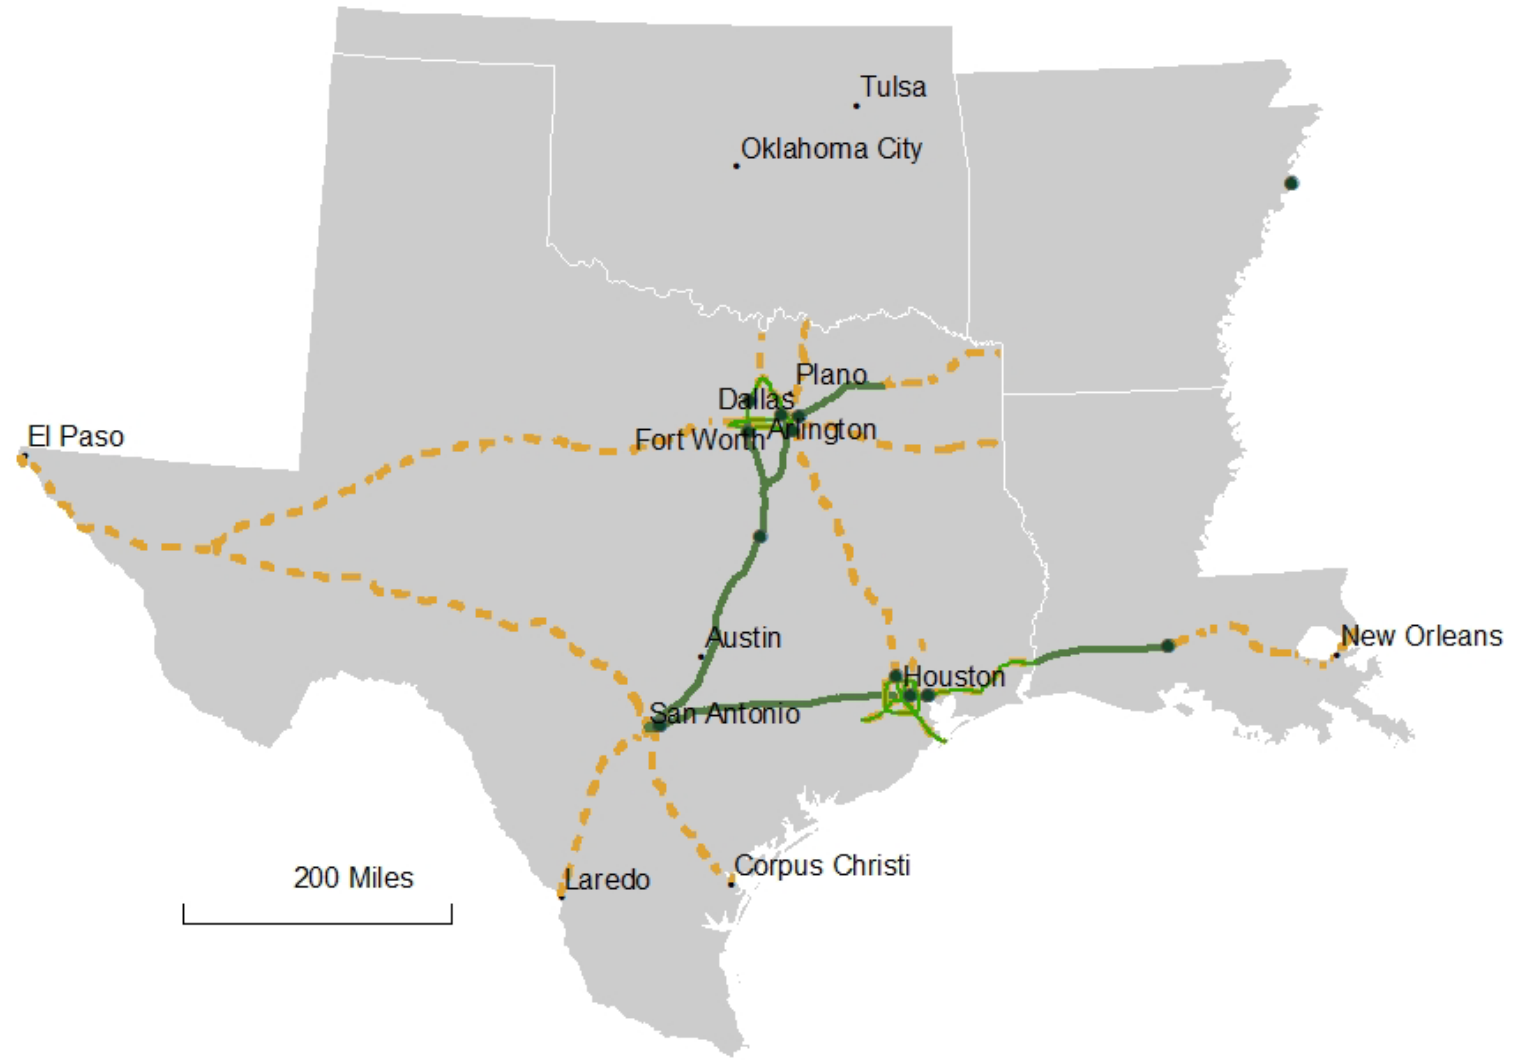 Tulsa
Oklahoma City
Plano
Dallas
El Paso
Fort Worth
Arlington
Austin
New Orleans
Houston
San Antonio
Corpus Christi
200 Miles
Laredo